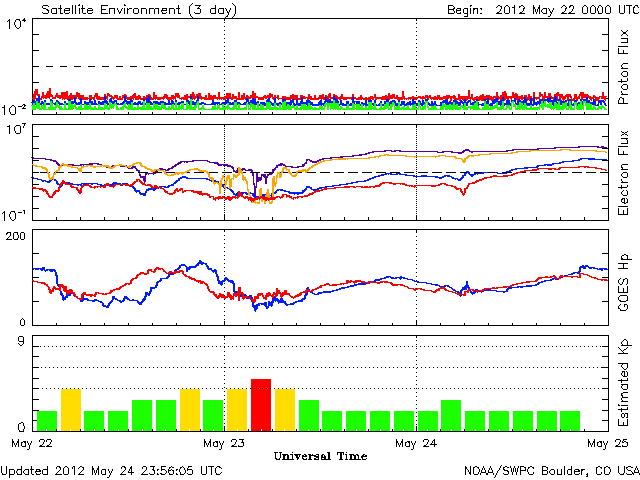 Satellite Environment (3 day) Begin: 2012 May 22 0000 UTC
10⁴
10⁻²
Proton Flux
10⁷
10⁻¹
Electron Flux
200
0
GOES Hp
9
0
Estimated Kp
May 22 May 23 May 24 May 25
Universal Time
Updated 2012 May 24 23:56:05 UTC NOAA/SWPC Boulder, CO USA